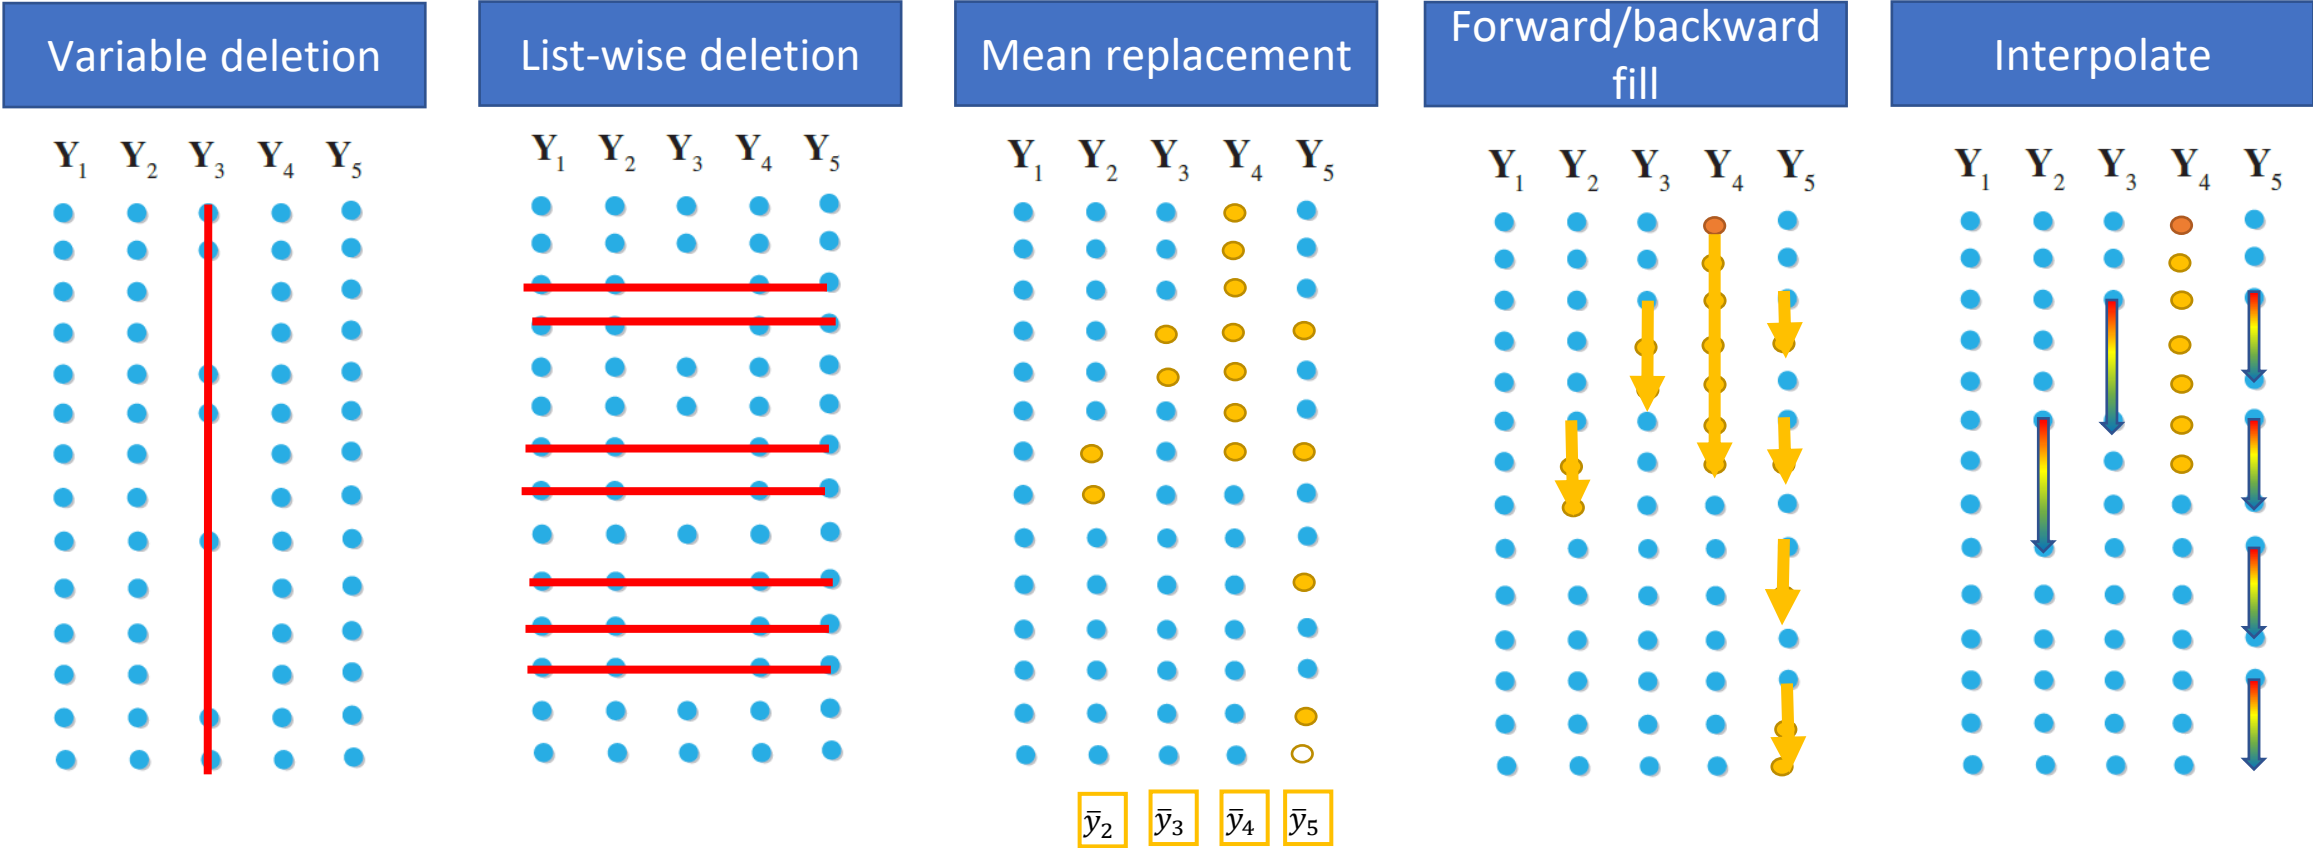 Variable deletion
List-wise deletion
Mean replacement
Forward/backward
fill
Interpolate
Y₁ Y₂ Y₃ Y₄ Y₅
Y₁ Y₂ Y₃ Y₄ Y₅
Y₁ Y₂ Y₃ Y₄ Y₅
Y₁ Y₂ Y₃ Y₄ Y₅
Y₁ Y₂ Y₃ Y₄ Y₅
ȳ₂ ȳ₃ ȳ₄ ȳ₅